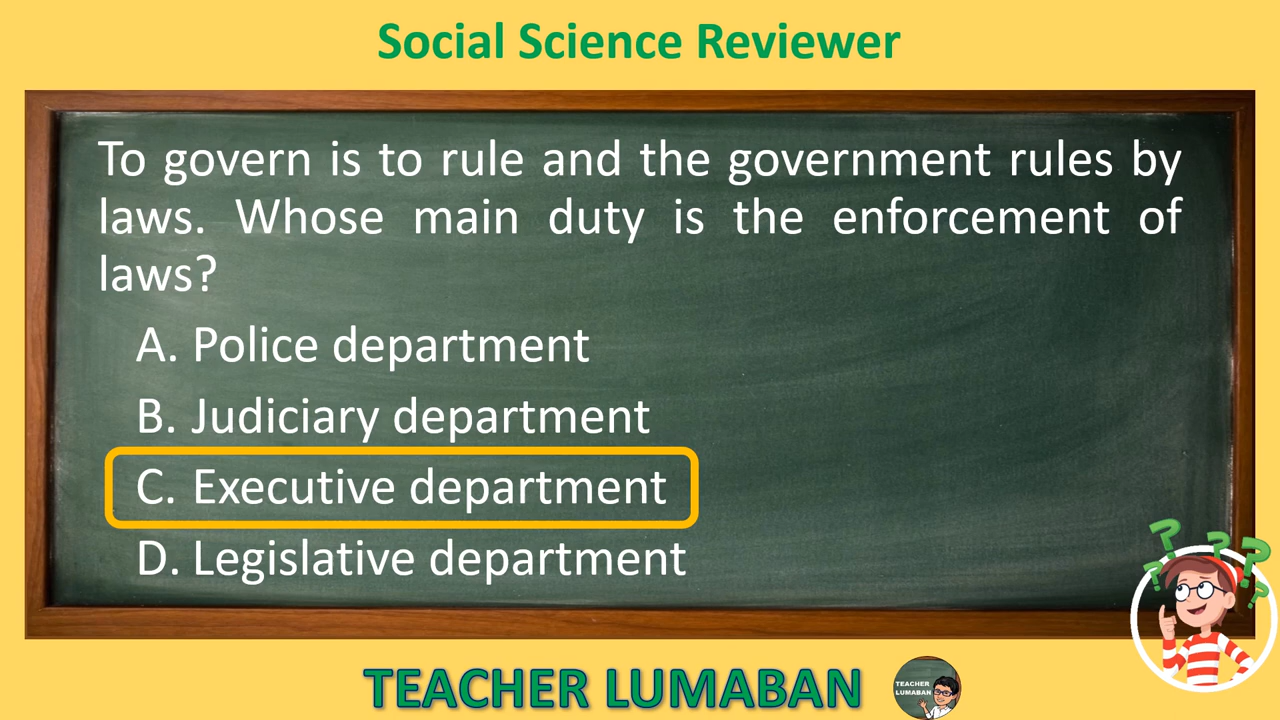 Social Science Reviewer
To govern is to rule and the government rules by
laws. Whose main duty is the enforcement of
laws?
A. Police department
B. Judiciary department
C. Executive department
D. Legislative department
TEACHER LUMABAN
TEACHER
LUMABAN